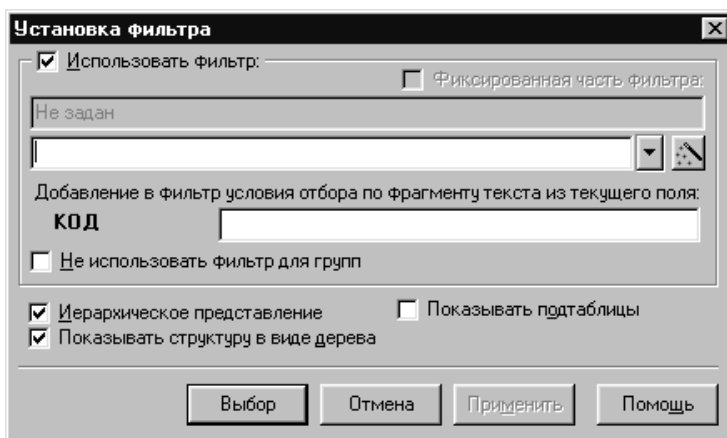 Установка фильтра
Использовать фильтр:
Фиксированная часть фильтра:
Не задан
Добавление в фильтр условия отбора по фрагменту текста из текущего поля:
КОД
Не использовать фильтр для групп
Иерархическое представление
Показывать подтаблицы
Показывать структуру в виде дерева
Выбор Отмена Применить Помощь